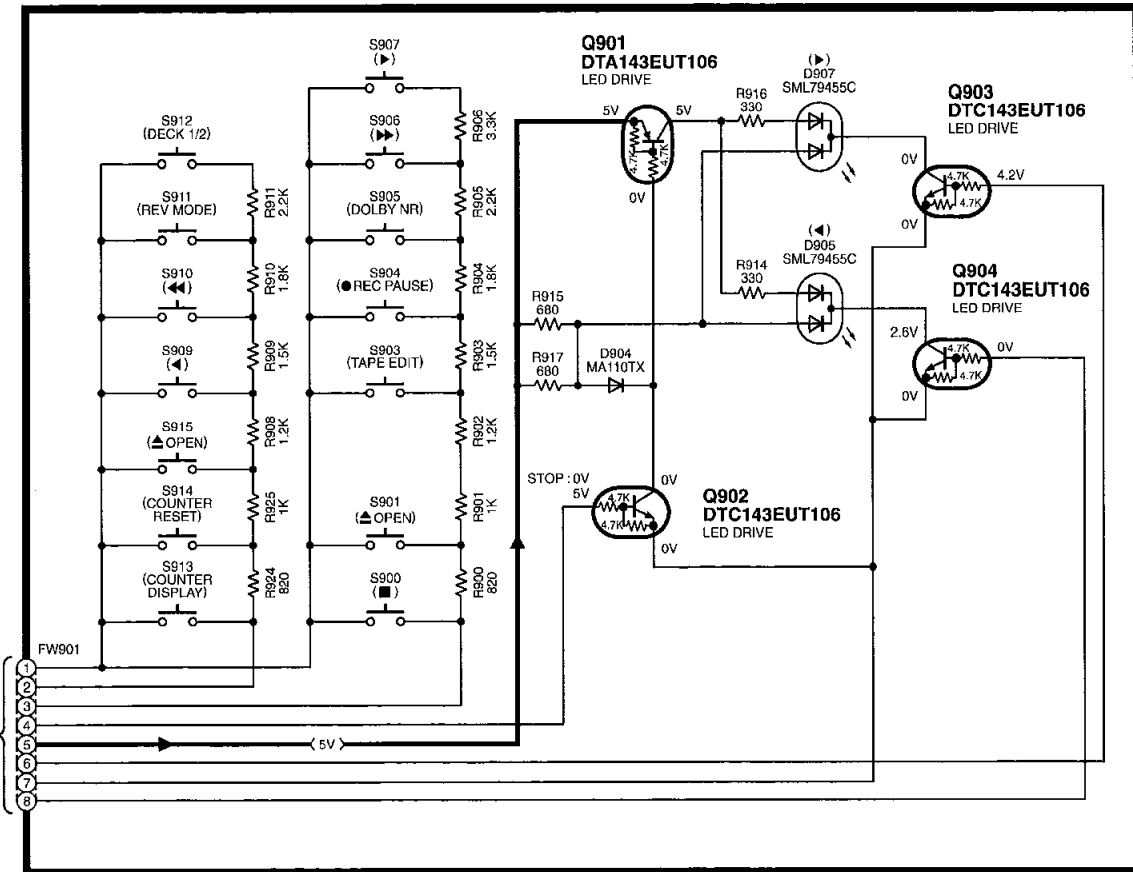 S907
(▶)
Q901
DTA143EUT106
LED DRIVE
(▶)
D907
SML79455C
Q903
DTC143EUT106
LED DRIVE
R916
330
5V
5V
S912
(DECK 1/2)
S906
(▶▶)
R906
3.3K
4.7K
4.7K
0V
0V
4.7K
4.7K
4.2V
0V
S911
(REV MODE)
R911
2.2K
S905
(DOLBY NR)
R905
2.2K
(◀)
D905
SML79455C
R914
330
Q904
DTC143EUT106
LED DRIVE
S910
(◀◀)
R910
1.8K
S904
(●REC PAUSE)
R904
1.8K
R915
680
2.6V
4.7K
4.7K
0V
0V
S909
(◀)
R909
1.5K
S903
(TAPE EDIT)
R903
1.5K
R917
680
D904
MA110TX
S915
(⏏OPEN)
R908
1.2K
R902
1.2K
STOP : 0V
5V
4.7K
4.7K
0V
0V
Q902
DTC143EUT106
LED DRIVE
S914
(COUNTER
RESET)
R925
1K
S901
(⏏OPEN)
R901
1K
S913
(COUNTER
DISPLAY)
R924
820
S900
(■)
R900
820
FW901
1
2
3
4
5
(5V)
6
7
8